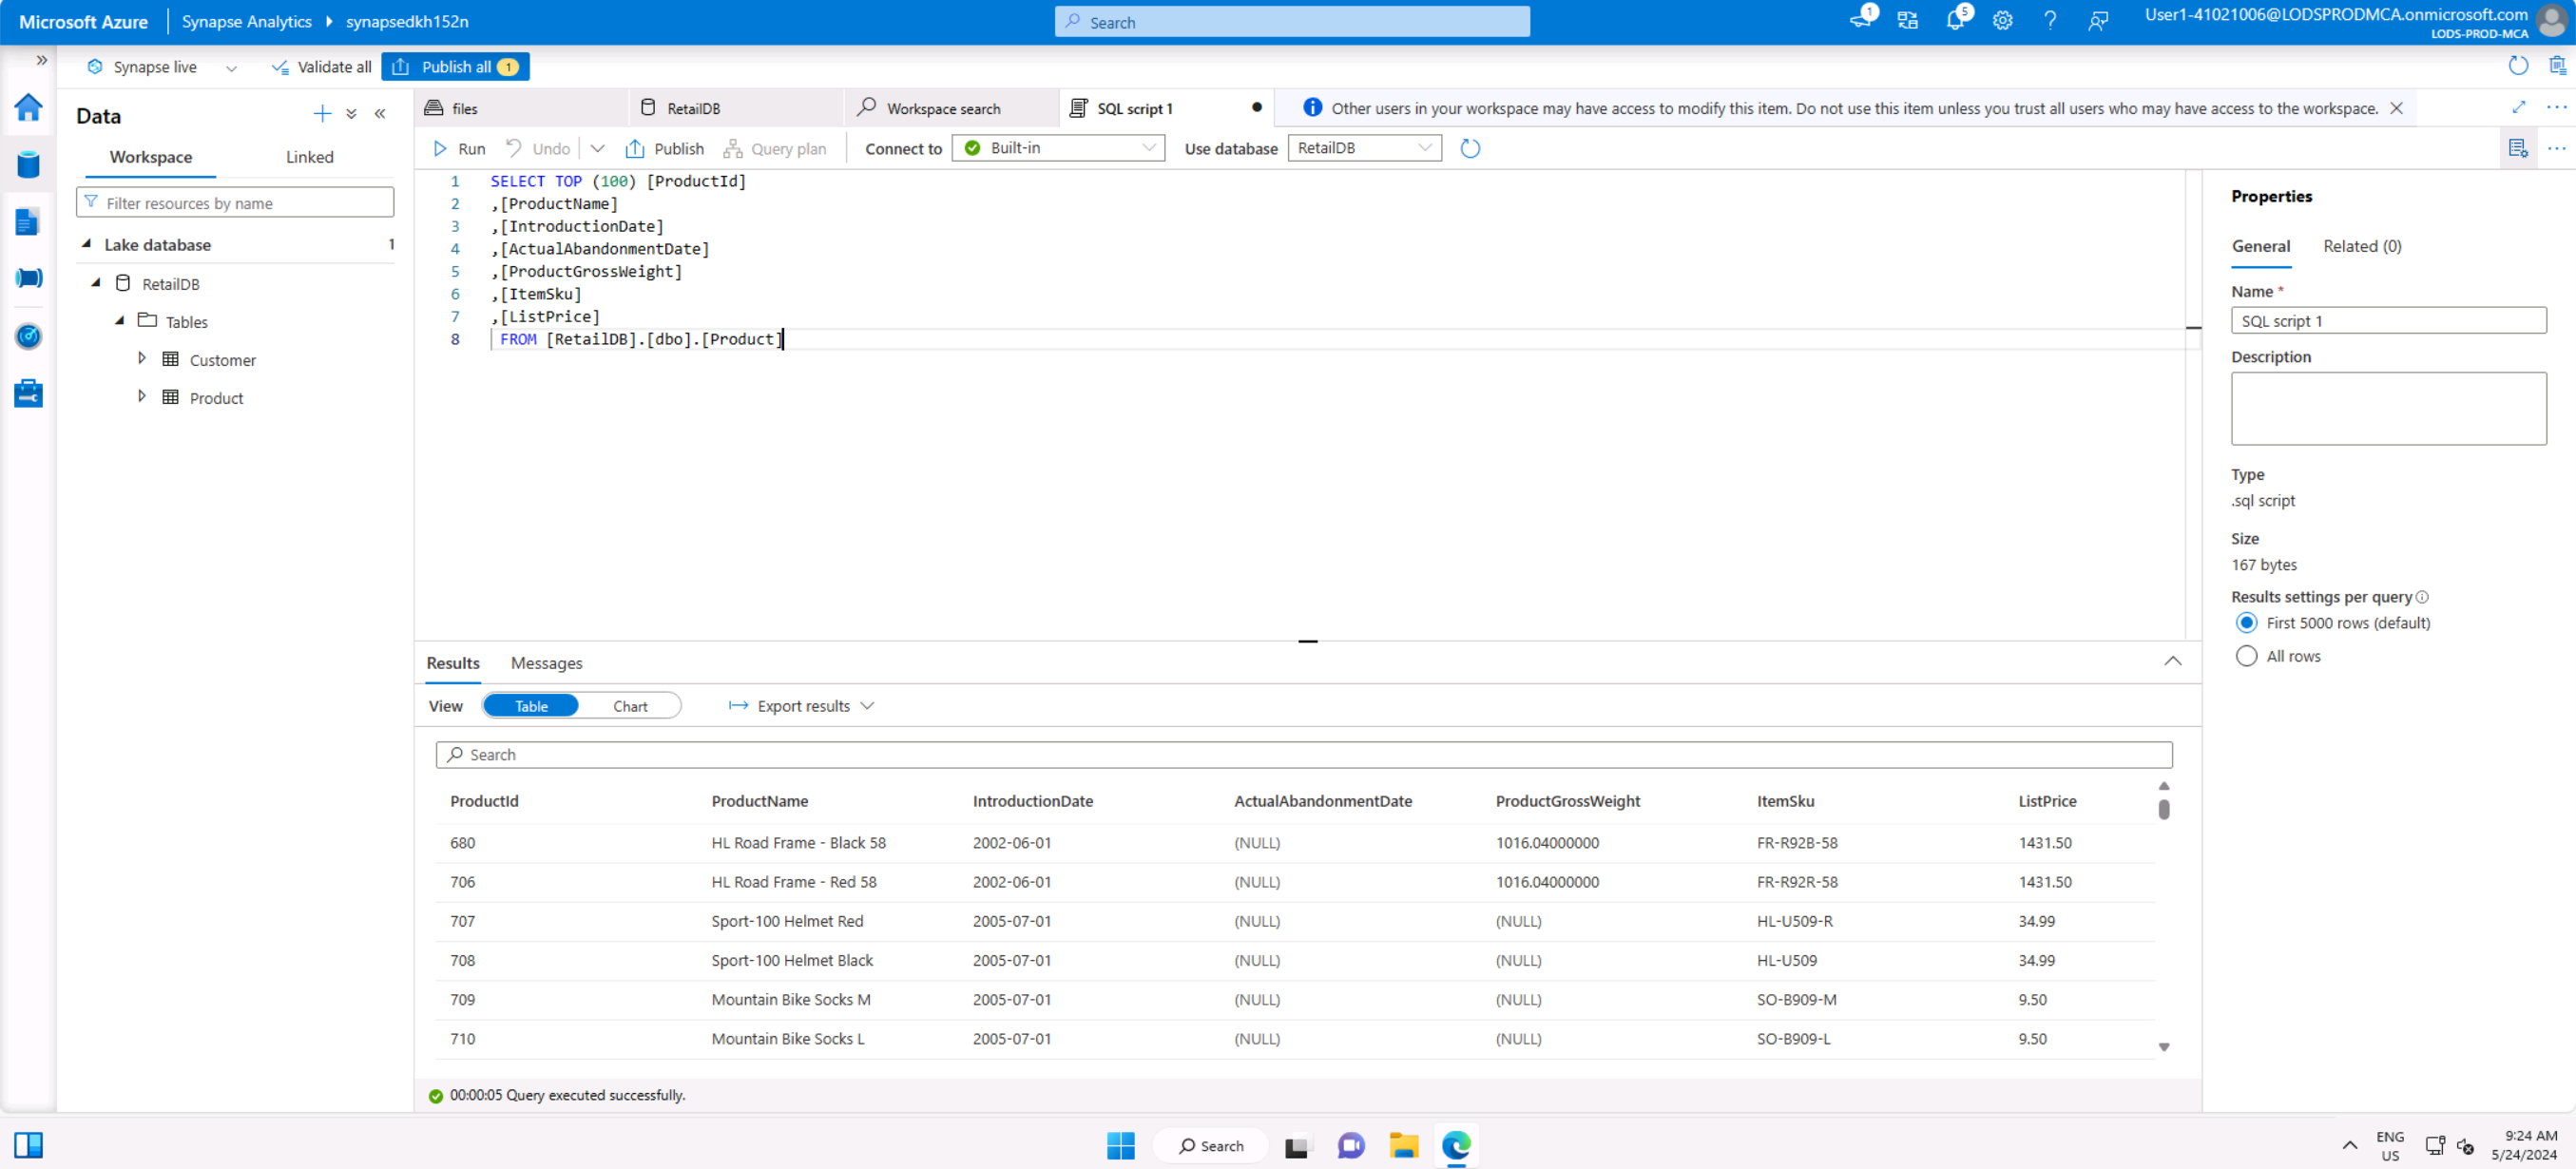 Microsoft Azure Synapse Analytics synapsedkh152n Search 1 5 User1-41021006@LODSPRODMCA.onmicrosoft.com
LODS-PROD-MCA
Synapse live Validate all Publish all 1
Data
Workspace Linked
Filter resources by name
Lake database 1
RetailDB
Tables
Customer
Product
files RetailDB Workspace search SQL script 1 Other users in your workspace may have access to modify this item. Do not use this item unless you trust all users who may have access to the workspace.
Run Undo Publish Query plan Connect to Built-in Use database RetailDB
1 SELECT TOP (100) [ProductId]
2 ,[ProductName]
3 ,[IntroductionDate]
4 ,[ActualAbandonmentDate]
5 ,[ProductGrossWeight]
6 ,[ItemSku]
7 ,[ListPrice]
8 FROM [RetailDB].[dbo].[Product]
Results Messages
View Table Chart Export results
Search
ProductId ProductName IntroductionDate ActualAbandonmentDate ProductGrossWeight ItemSku ListPrice
680 HL Road Frame - Black 58 2002-06-01 (NULL) 1016.04000000 FR-R92B-58 1431.50
706 HL Road Frame - Red 58 2002-06-01 (NULL) 1016.04000000 FR-R92R-58 1431.50
707 Sport-100 Helmet Red 2005-07-01 (NULL) (NULL) HL-U509-R 34.99
708 Sport-100 Helmet Black 2005-07-01 (NULL) (NULL) HL-U509 34.99
709 Mountain Bike Socks M 2005-07-01 (NULL) (NULL) SO-B909-M 9.50
710 Mountain Bike Socks L 2005-07-01 (NULL) (NULL) SO-B909-L 9.50
00:00:05 Query executed successfully.
Properties
General Related (0)
Name *
SQL script 1
Description
Type
.sql script
Size
167 bytes
Results settings per query
First 5000 rows (default)
All rows
Search
ENG
US
9:24 AM
5/24/2024